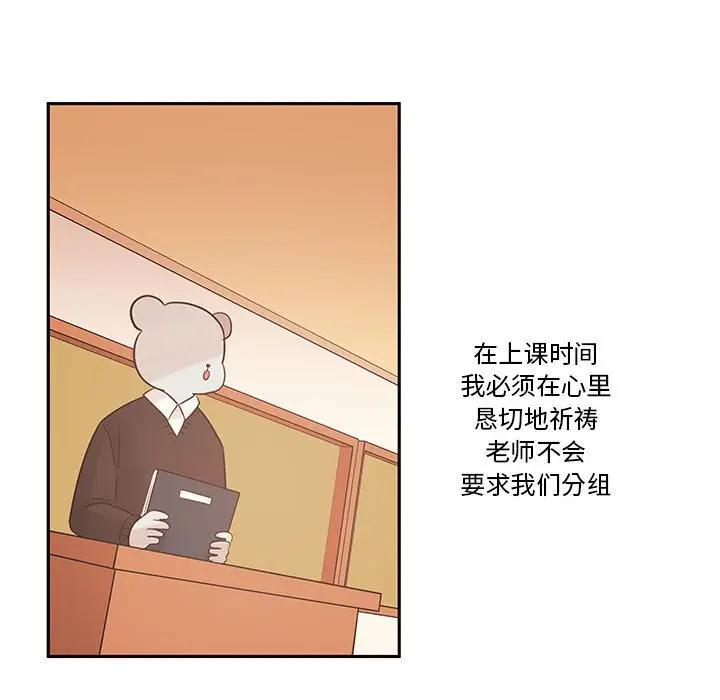 在上课时间
我必须在心里
恳切地祈祷
老师不会
要求我们分组